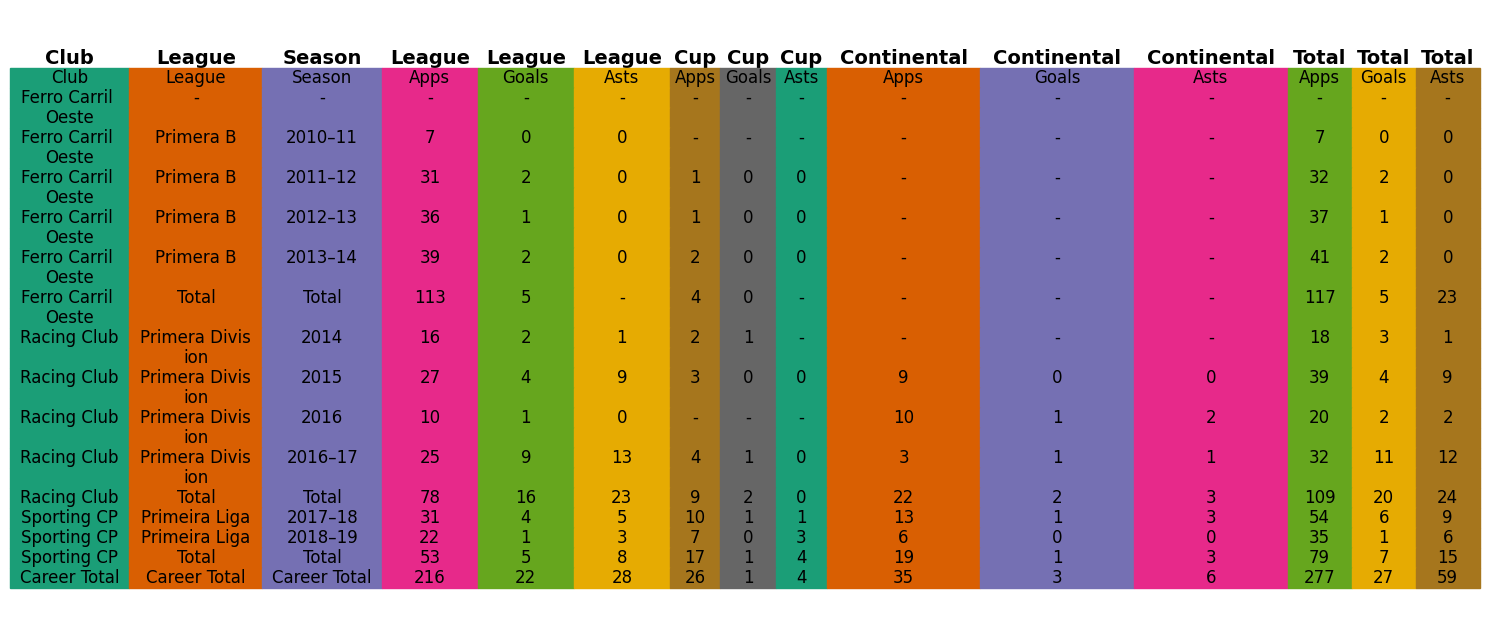 Club League Season League League League Cup Cup Cup Continental Continental Continental Total Total Total
Club League Season Apps Goals Asts Apps Goals Asts Apps Goals Asts Apps Goals Asts
Ferro Carril - - - - - - - - - - - - - -
Oeste
Ferro Carril Primera B 2010–11 7 0 0 - - - - - - 7 0 0
Oeste
Ferro Carril Primera B 2011–12 31 2 0 1 0 0 - - - 32 2 0
Oeste
Ferro Carril Primera B 2012–13 36 1 0 1 0 0 - - - 37 1 0
Oeste
Ferro Carril Primera B 2013–14 39 2 0 2 0 0 - - - 41 2 0
Oeste
Ferro Carril Total Total 113 5 - 4 0 - - - - 117 5 23
Oeste
Racing Club Primera Divis 2014 16 2 1 2 1 - - - - 18 3 1
ion
Racing Club Primera Divis 2015 27 4 9 3 0 0 9 0 0 39 4 9
ion
Racing Club Primera Divis 2016 10 1 0 - - - 10 1 2 20 2 2
ion
Racing Club Primera Divis 2016–17 25 9 13 4 1 0 3 1 1 32 11 12
ion
Racing Club Total Total 78 16 23 9 2 0 22 2 3 109 20 24
Sporting CP Primeira Liga 2017–18 31 4 5 10 1 1 13 1 3 54 6 9
Sporting CP Primeira Liga 2018–19 22 1 3 7 0 3 6 0 0 35 1 6
Sporting CP Total Total 53 5 8 17 1 4 19 1 3 79 7 15
Career Total Career Total Career Total 216 22 28 26 1 4 35 3 6 277 27 59